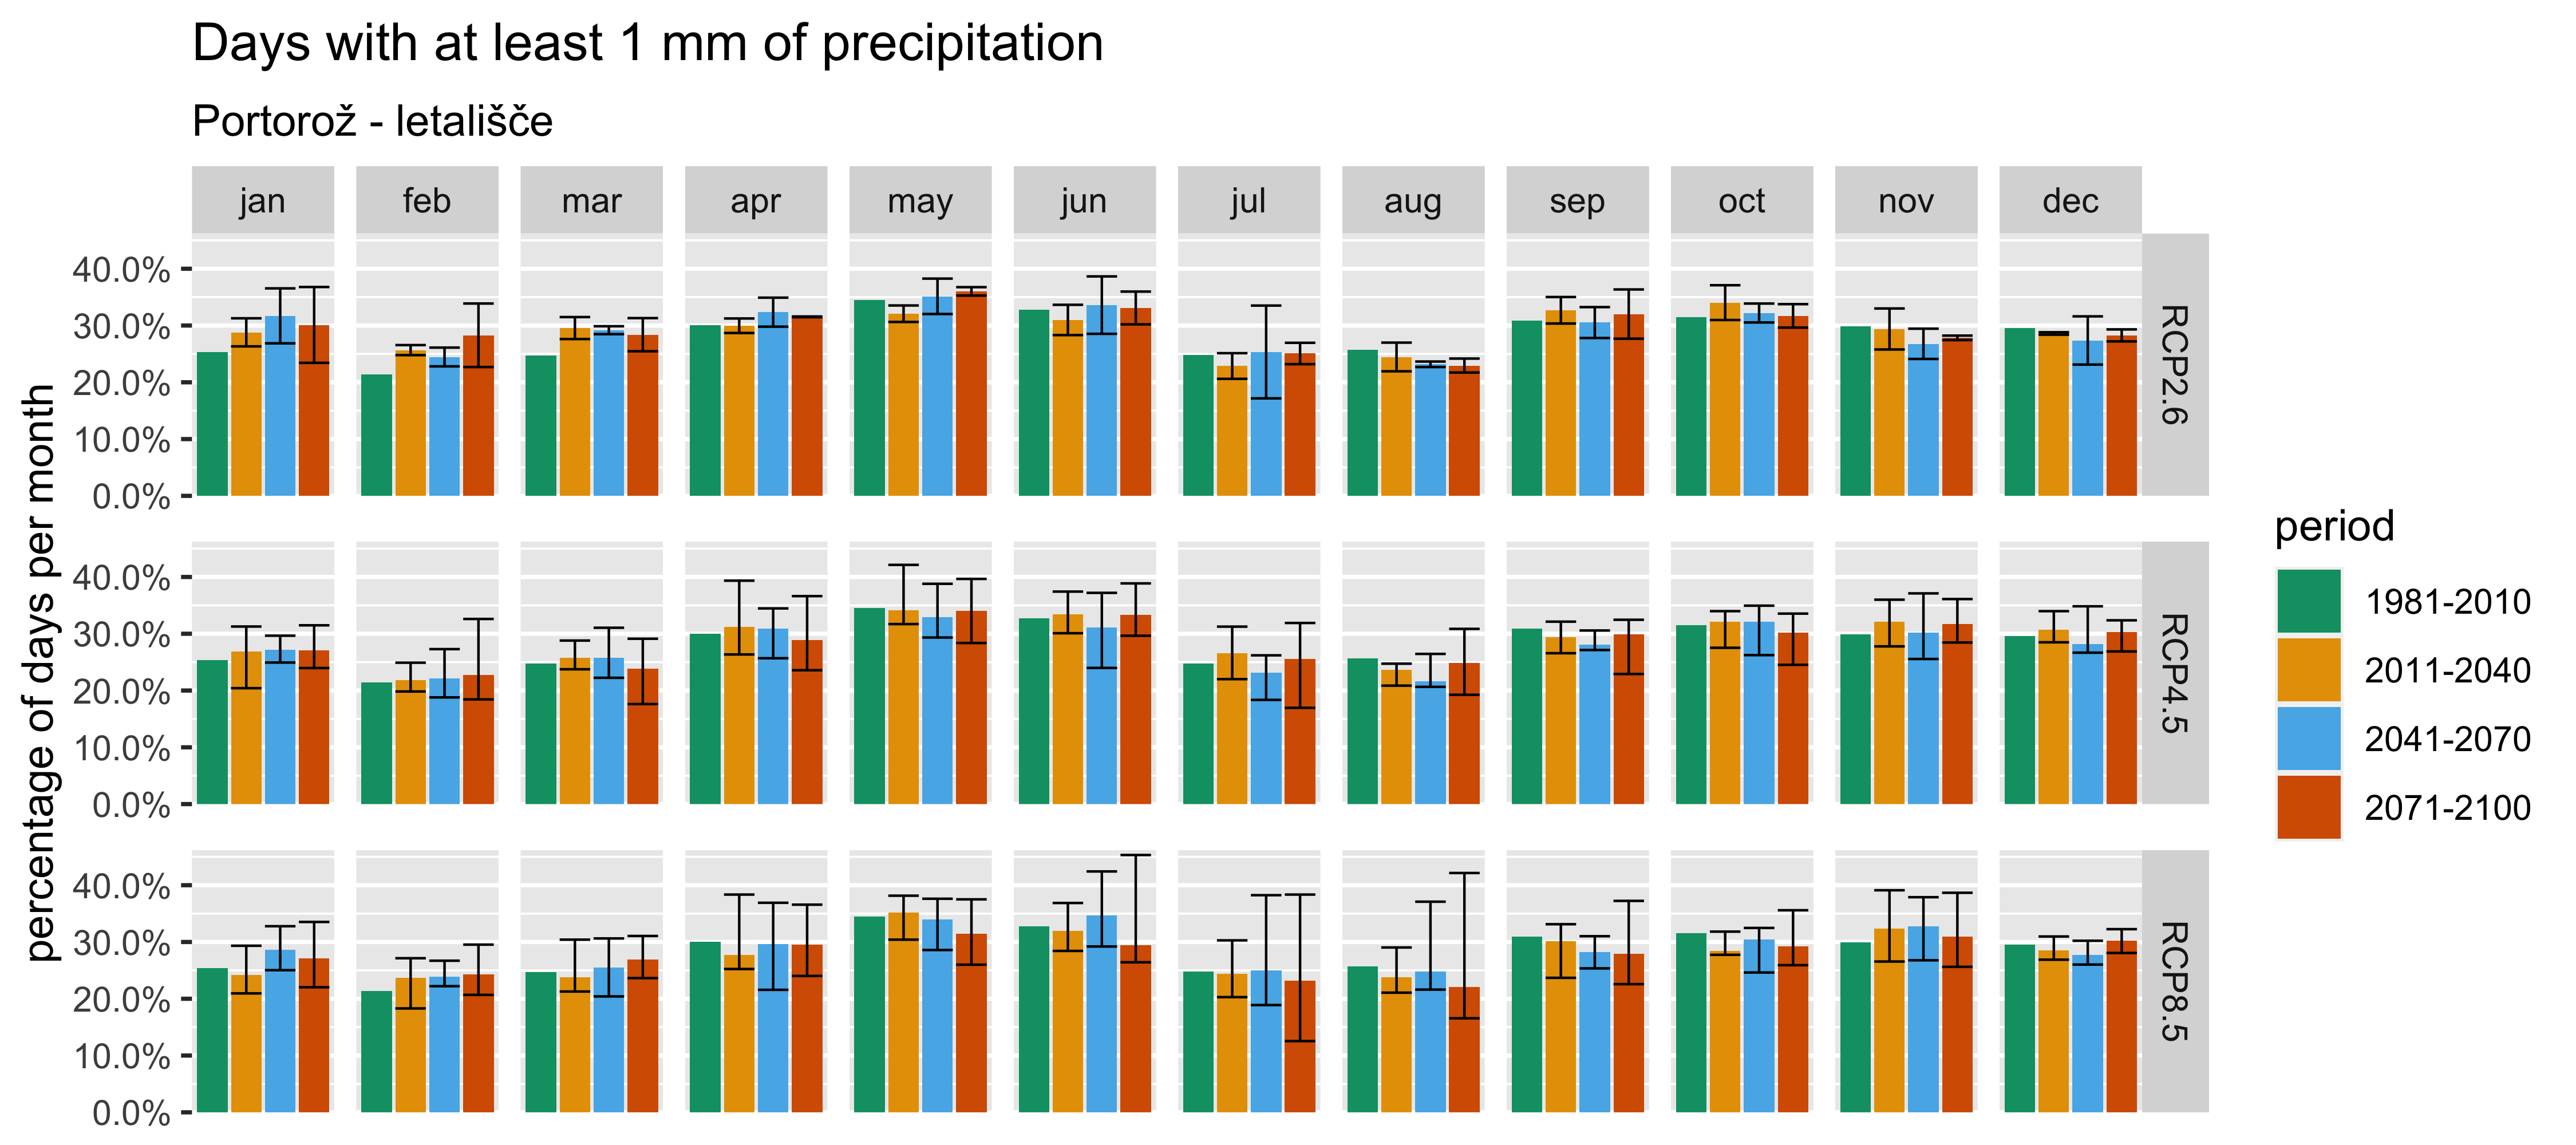 Days with at least 1 mm of precipitation
Portorož - letališče
jan feb mar apr may jun jul aug sep oct nov dec
percentage of days per month
40.0%
30.0%
20.0%
10.0%
0.0%
RCP2.6
40.0%
30.0%
20.0%
10.0%
0.0%
RCP4.5
40.0%
30.0%
20.0%
10.0%
0.0%
RCP8.5
period
1981-2010
2011-2040
2041-2070
2071-2100